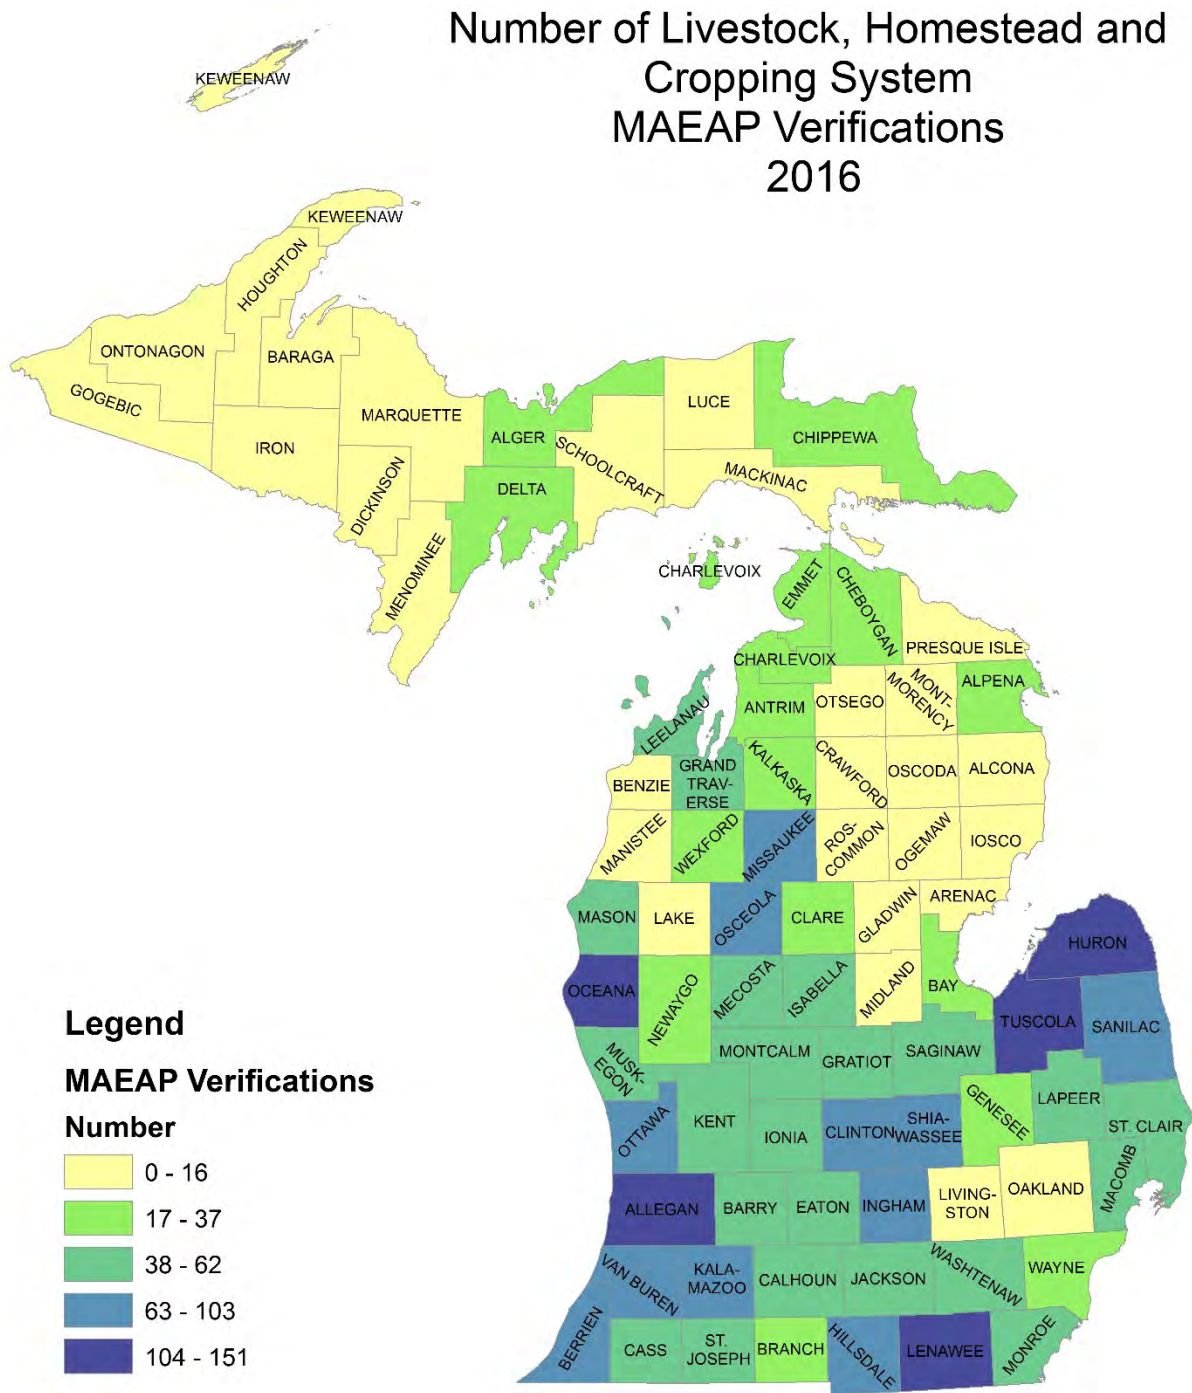 Number of Livestock, Homestead and
Cropping System
MAEAP Verifications
2016
KEWEENAW
KEWEENAW
HOUGHTON
ONTONAGON
BARAGA
GOGEBIC
MARQUETTE
LUCE
ALGER
CHIPPEWA
IRON
SCHOOLCRAFT
MACKINAC
DICKINSON
DELTA
MENOMINEE
CHARLEVOIX
EMMET
CHEBOYGAN
PRESQUE ISLE
CHARLEVOIX
ALPENA
MONT-
MORENCY
OTSEGO
ANTRIM
LEELANAU
GRAND
TRAV-
ERSE
KALKASKA
CRAWFORD
OSCODA
ALCONA
BENZIE
MANISTEE
WEXFORD
MISSAUKEE
ROS-
COMMON
OGEMAW
IOSCO
ARENAC
MASON
LAKE
OSCEOLA
CLARE
GLADWIN
HURON
OCEANA
NEWAYGO
MECOSTA
ISABELLA
MIDLAND
BAY
TUSCOLA
SANILAC
MUSK-
EGON
MONTCALM
GRATIOT
SAGINAW
LAPEER
GENESEE
ST. CLAIR
KENT
IONIA
CLINTON
SHIA-
WASSEE
OTTAWA
MACOMB
OAKLAND
LIVING-
STON
ALLEGAN
BARRY
EATON
INGHAM
VAN BUREN
KALA-
MAZOO
CALHOUN
JACKSON
WASHTENAW
WAYNE
BERRIEN
CASS
ST.
JOSEPH
BRANCH
HILLSDALE
LENAWEE
MONROE
Legend
MAEAP Verifications
Number
0 - 16
17 - 37
38 - 62
63 - 103
104 - 151